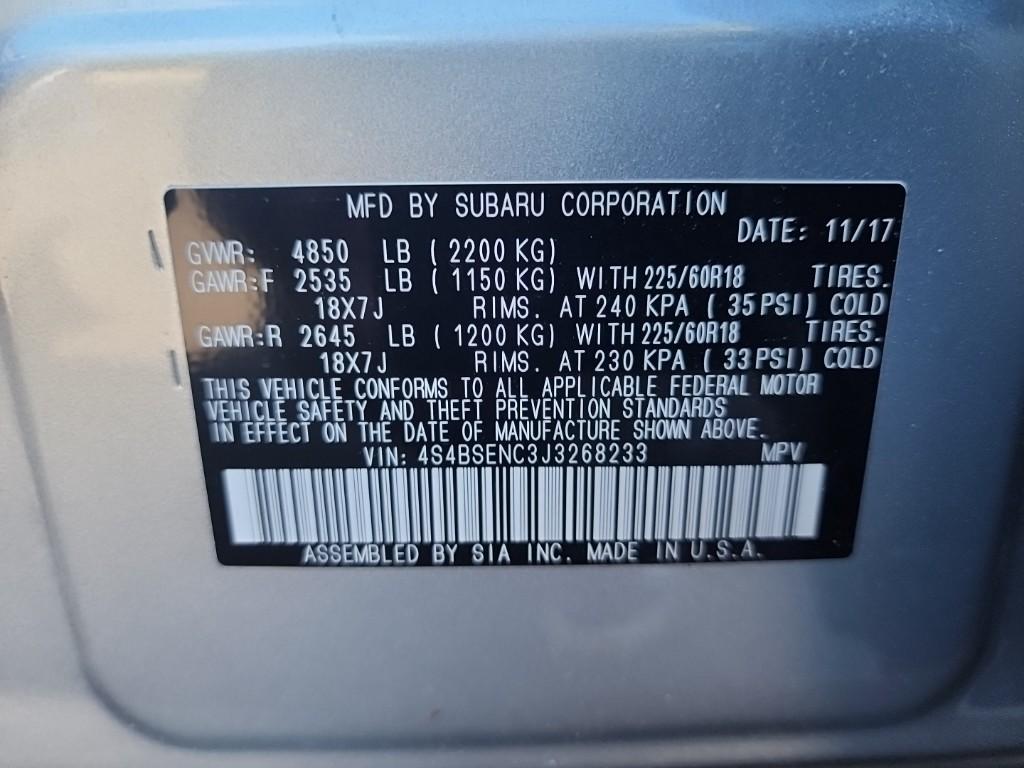 MFD BY SUBARU CORPORATION
DATE: 11/17
GVWR: 4850 LB ( 2200 KG)
GAWR:F 2535 LB ( 1150 KG) WITH 225/60R18 TIRES.
18X7J RIMS. AT 240 KPA ( 35 PSI) COLD
GAWR:R 2645 LB ( 1200 KG) WITH 225/60R18 TIRES.
18X7J RIMS. AT 230 KPA ( 33 PSI) COLD
THIS VEHICLE CONFORMS TO ALL APPLICABLE FEDERAL MOTOR
VEHICLE SAFETY AND THEFT PREVENTION STANDARDS
IN EFFECT ON THE DATE OF MANUFACTURE SHOWN ABOVE.
VIN: 4S4BSENC3J3268233 MPV
ASSEMBLED BY SIA INC. MADE IN U.S.A.